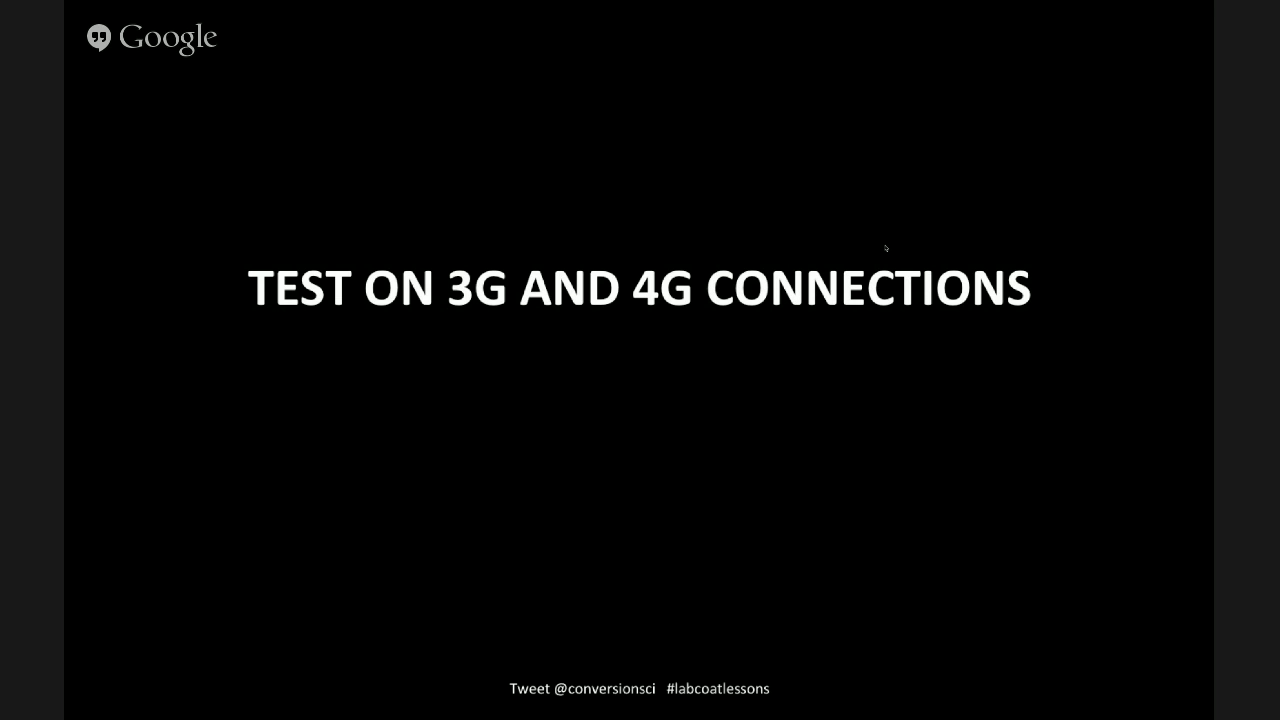 Google
TEST ON 3G AND 4G CONNECTIONS
Tweet @conversionsci #labcoatlessons